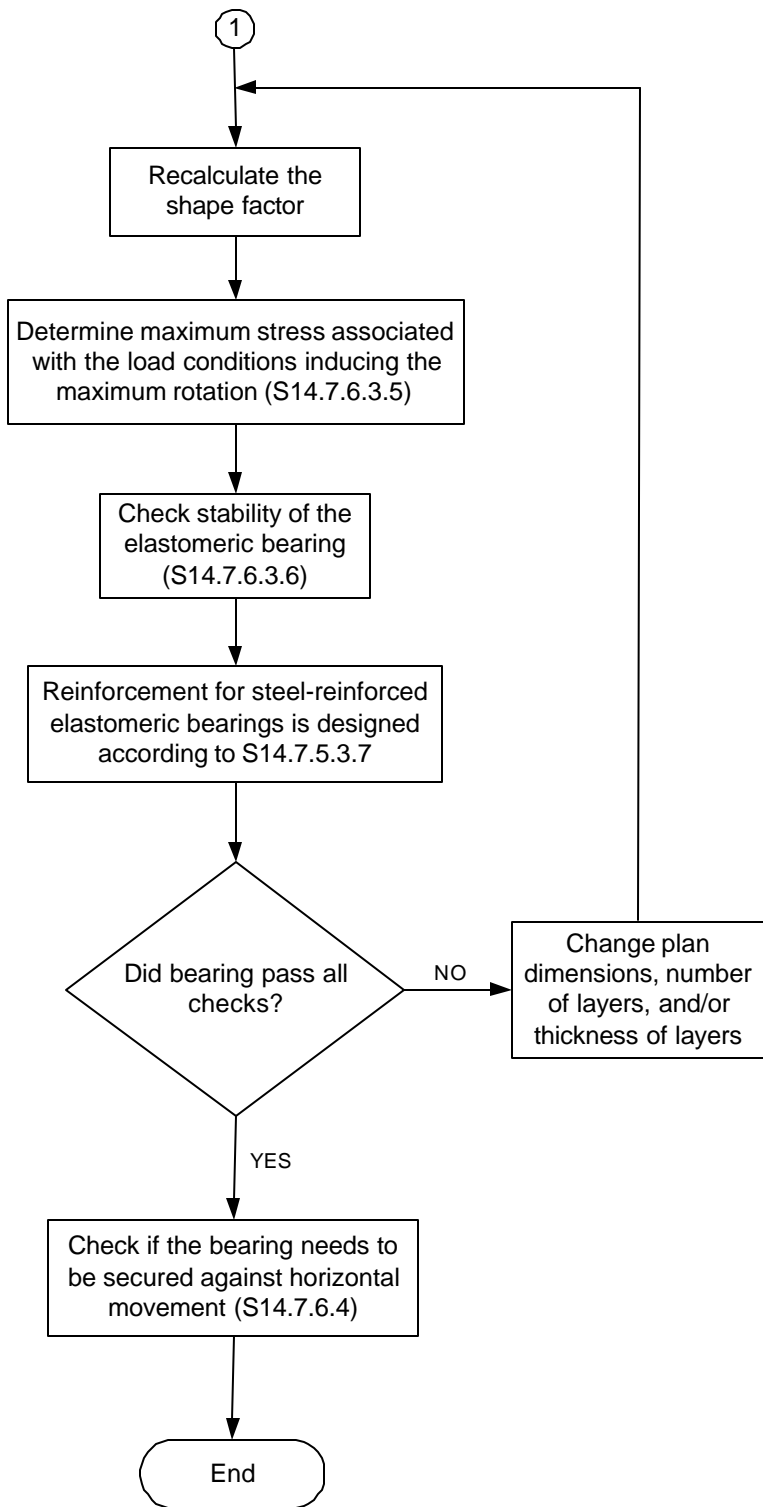 1
Recalculate the
shape factor
Determine maximum stress associated
with the load conditions inducing the
maximum rotation (S14.7.6.3.5)
Check stability of the
elastomeric bearing
(S14.7.6.3.6)
Reinforcement for steel-reinforced
elastomeric bearings is designed
according to S14.7.5.3.7
Did bearing pass all
checks?
NO
Change plan
dimensions, number
of layers, and/or
thickness of layers
YES
Check if the bearing needs to
be secured against horizontal
movement (S14.7.6.4)
End